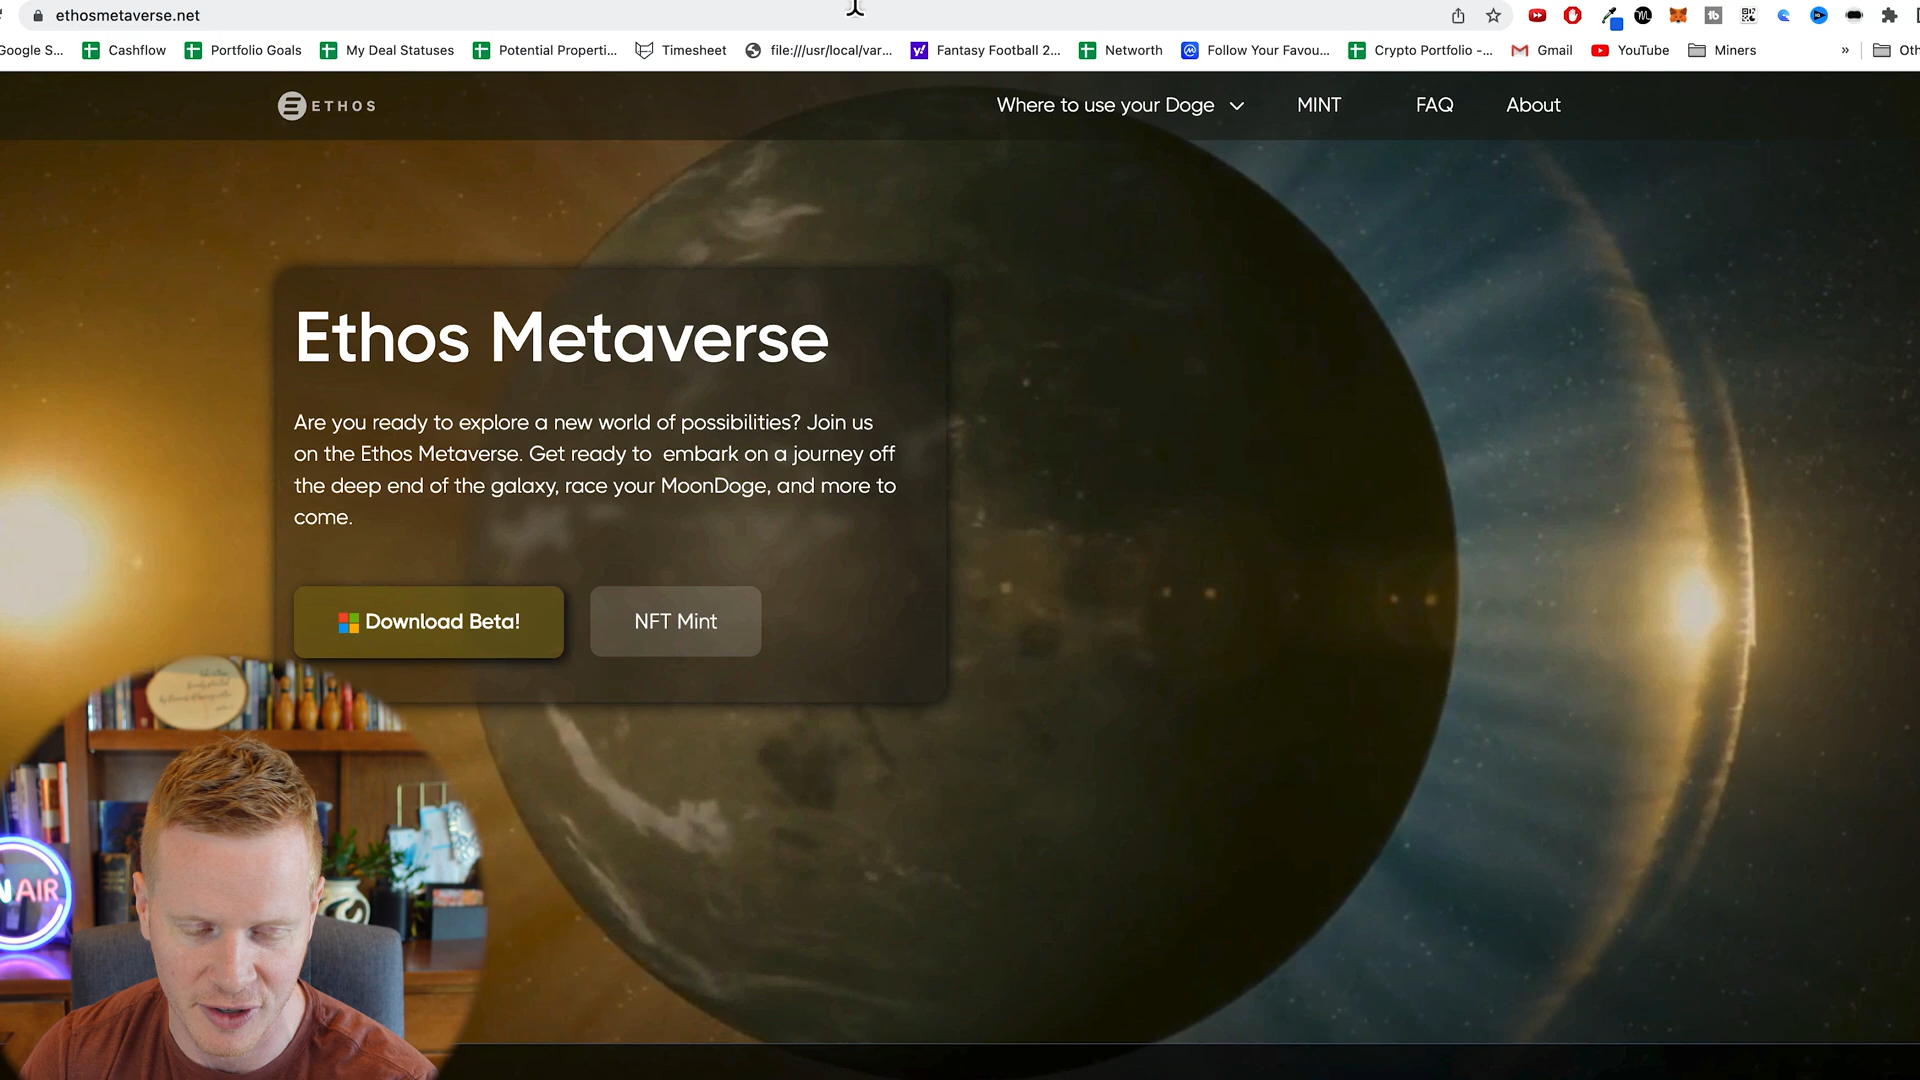 ethosmetaverse.net
Google S...
Cashflow
Portfolio Goals
My Deal Statuses
Potential Properti...
Timesheet
file:///usr/local/var...
Fantasy Football 2...
Networth
Follow Your Favou...
Crypto Portfolio -...
Gmail
YouTube
Miners
»
Oth
ETHOS
Where to use your Doge
MINT
FAQ
About
Ethos Metaverse
Are you ready to explore a new world of possibilities? Join us
on the Ethos Metaverse. Get ready to embark on a journey off
the deep end of the galaxy, race your MoonDoge, and more to
come.
Download Beta!
NFT Mint
AIR